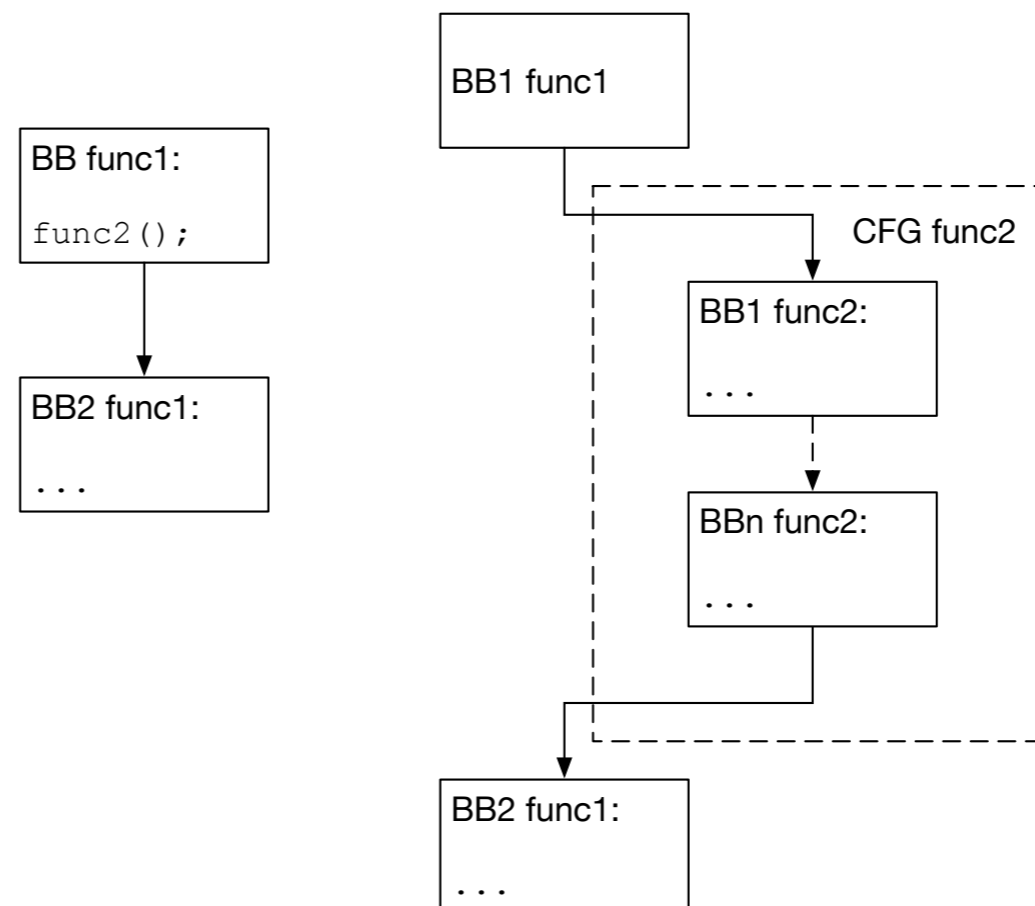 BB func1:
func2();
BB2 func1:
...
BB1 func1
CFG func2
BB1 func2:
...
BBn func2:
...
BB2 func1:
...